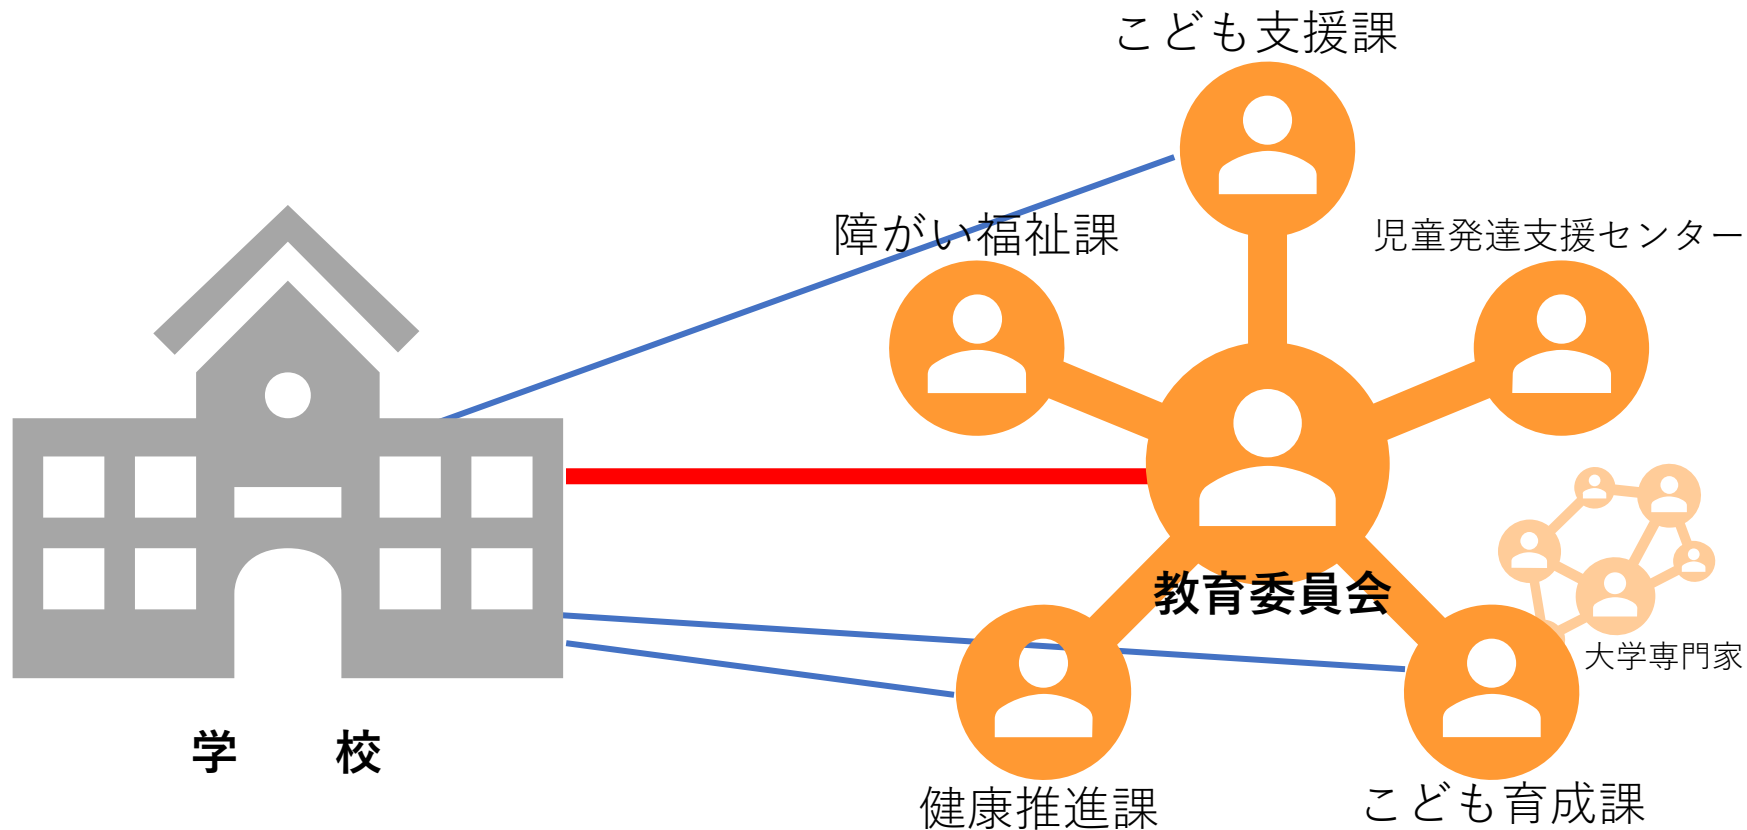 こども支援課
障がい福祉課
児童発達支援センター
教育委員会
大学専門家
学　校
健康推進課
こども育成課